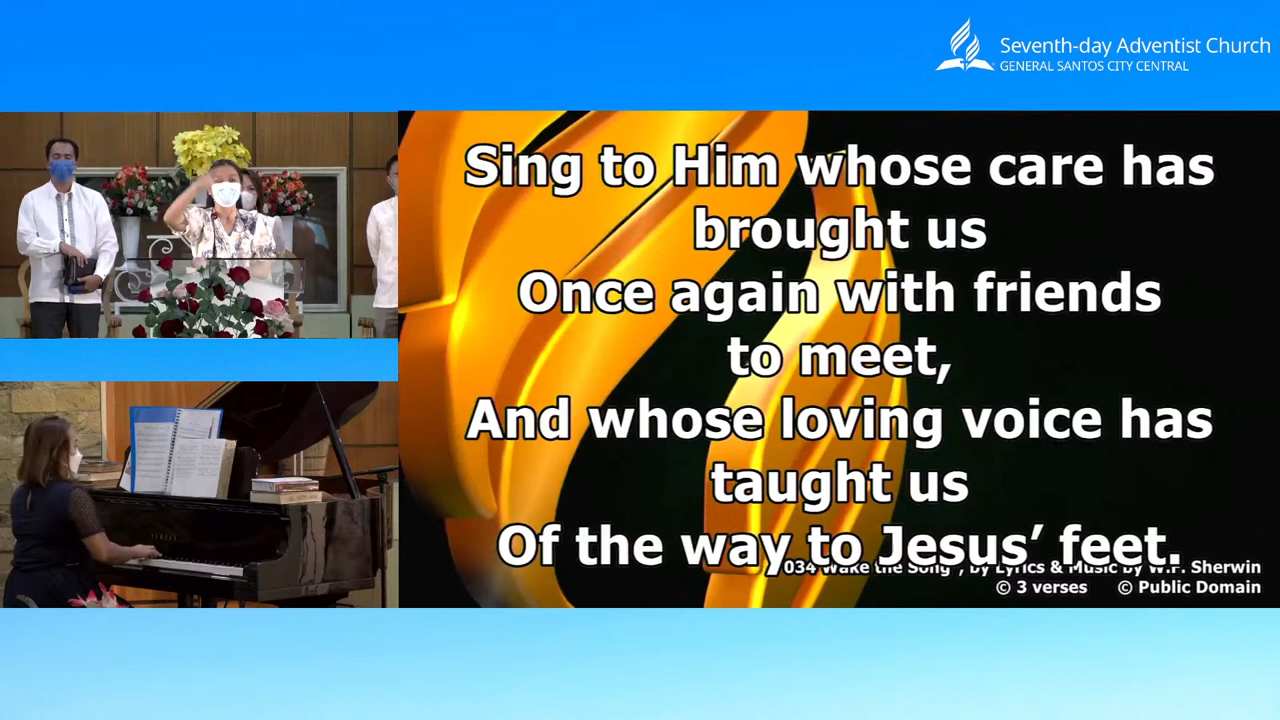 Seventh-day Adventist Church
GENERAL SANTOS CITY CENTRAL
Sing to Him whose care has
brought us
Once again with friends
to meet,
And whose loving voice has
taught us
Of the way to Jesus’ feet.
034 Wake the Song", by Lyrics & Music by W.F. Sherwin
© 3 verses © Public Domain
YAMAHA